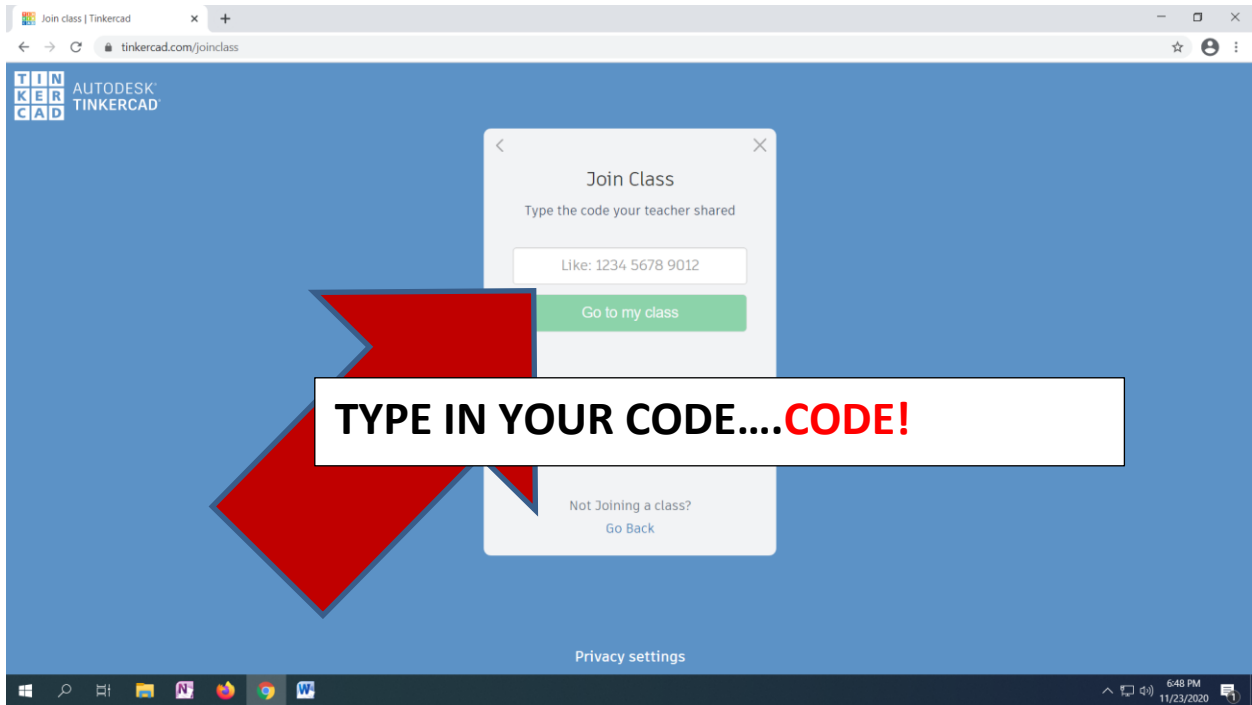 Join class | Tinkercad
tinkercad.com/joinclass
TIN
KER
CAD
AUTODESK
TINKERCAD
Join Class
Type the code your teacher shared
Like: 1234 5678 9012
Go to my class
TYPE IN YOUR CODE....CODE!
Not Joining a class?
Go Back
Privacy settings
6:48 PM
11/23/2020